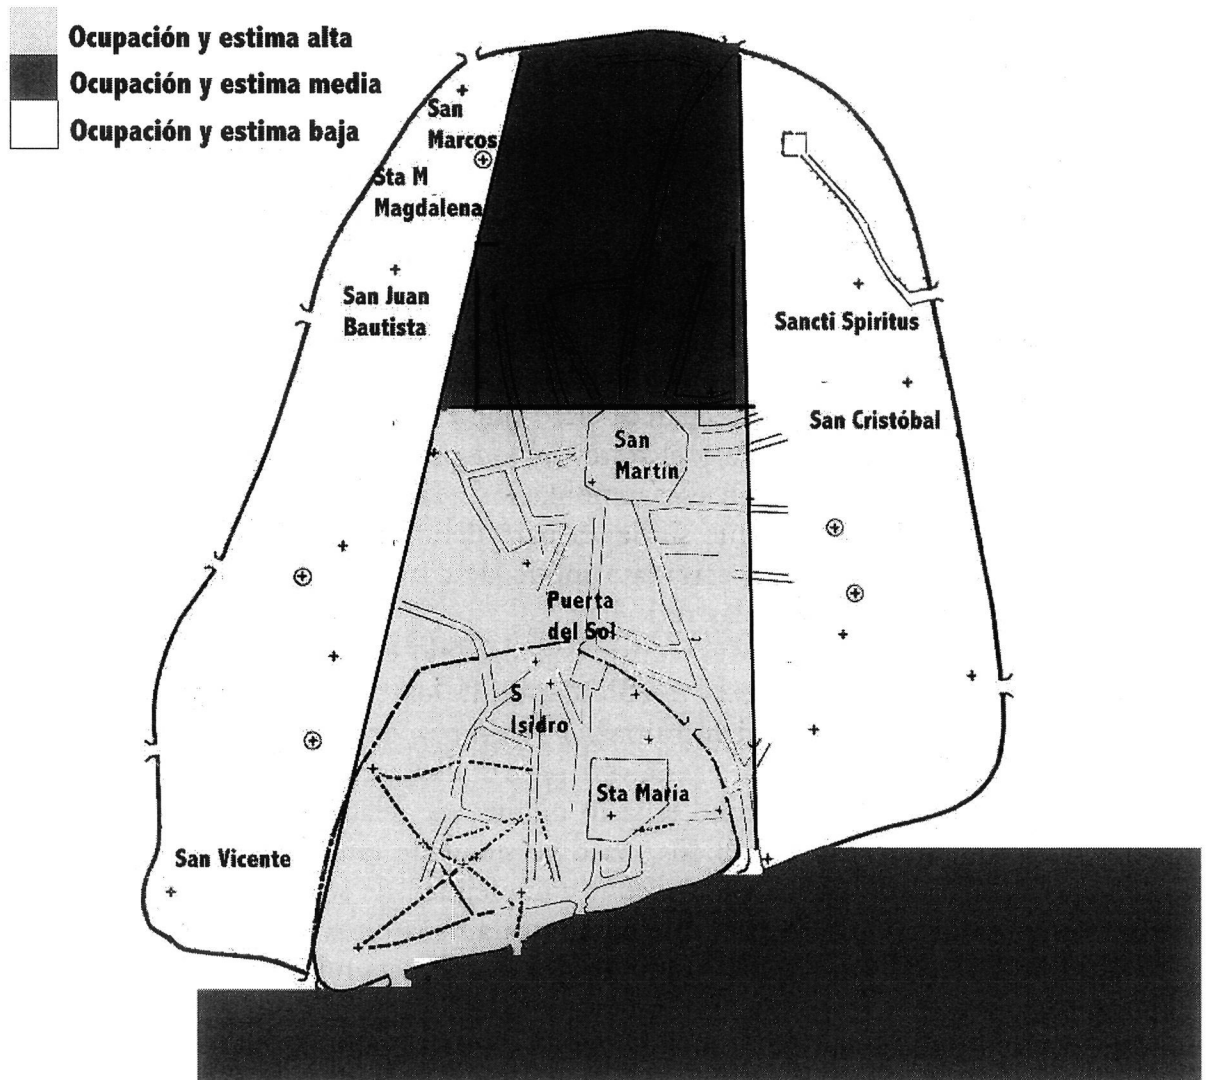 Ocupación y estima alta
Ocupación y estima media
Ocupación y estima baja
San
Marcos
Sta M
Magdalena
San Juan
Bautista
Sancti Spiritus
San Cristóbal
San
Martín
Puerta
del Sol
S
Isidro
Sta María
San Vicente